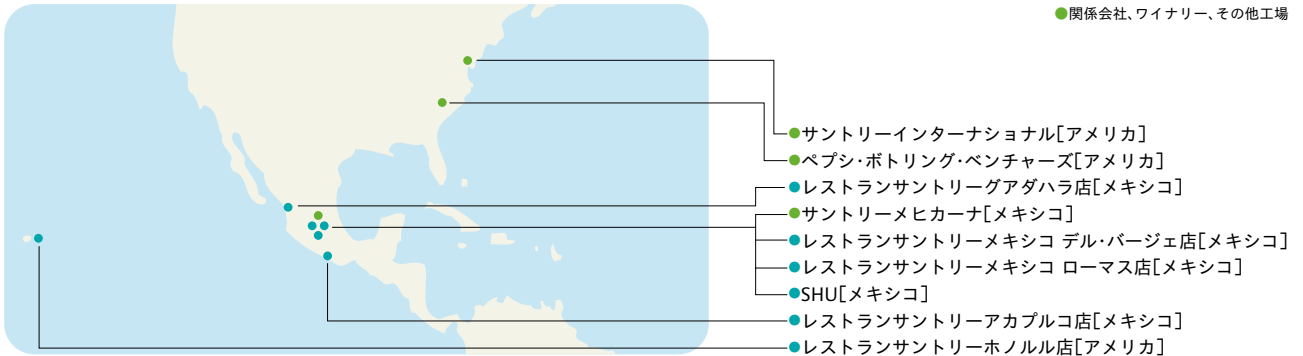 ●関係会社、ワイナリー、その他工場
●サントリーインターナショナル[アメリカ]
●ペプシ・ボトリング・ベンチャーズ[アメリカ]
●レストランサントリーグアダハラ店[メキシコ]
●サントリーメヒカーナ[メキシコ]
●レストランサントリーメキシコ デル・バージェ店[メキシコ]
●レストランサントリーメキシコ ローマス店[メキシコ]
●SHU[メキシコ]
●レストランサントリーアカプルコ店[メキシコ]
●レストランサントリーホノルル店[アメリカ]